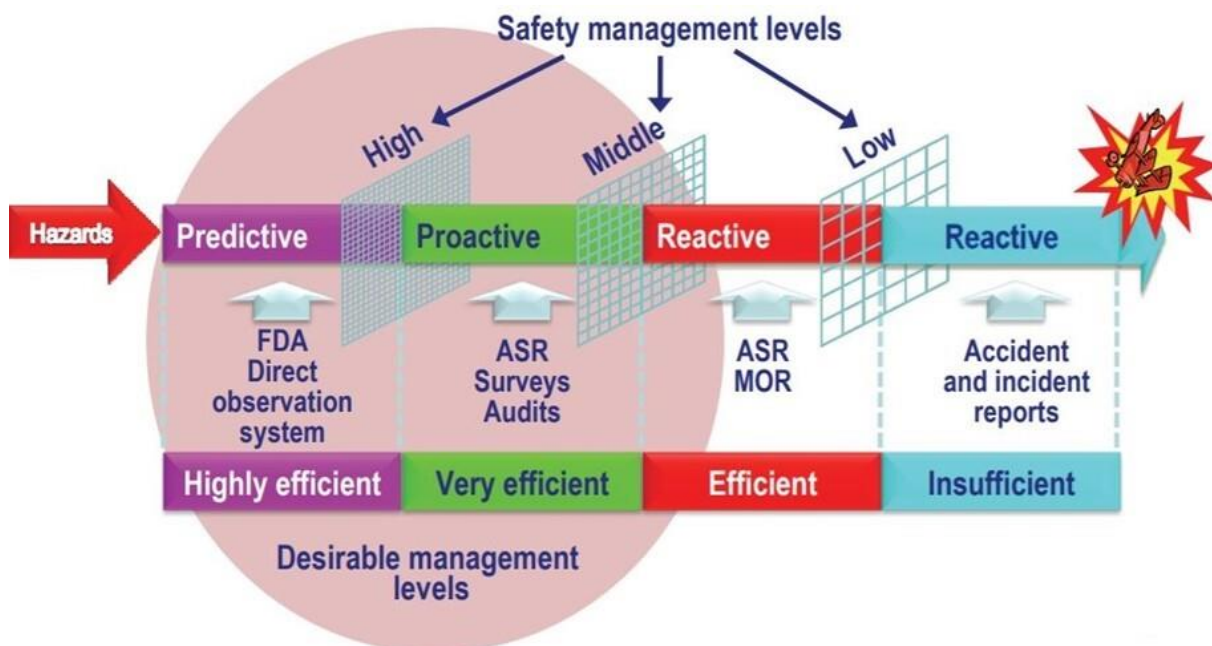 Safety management levels
High
Middle
Low
Hazards
Predictive
Proactive
Reactive
Reactive
FDA
Direct
observation
system
ASR
Surveys
Audits
ASR
MOR
Accident
and incident
reports
Highly efficient
Very efficient
Efficient
Insufficient
Desirable management
levels